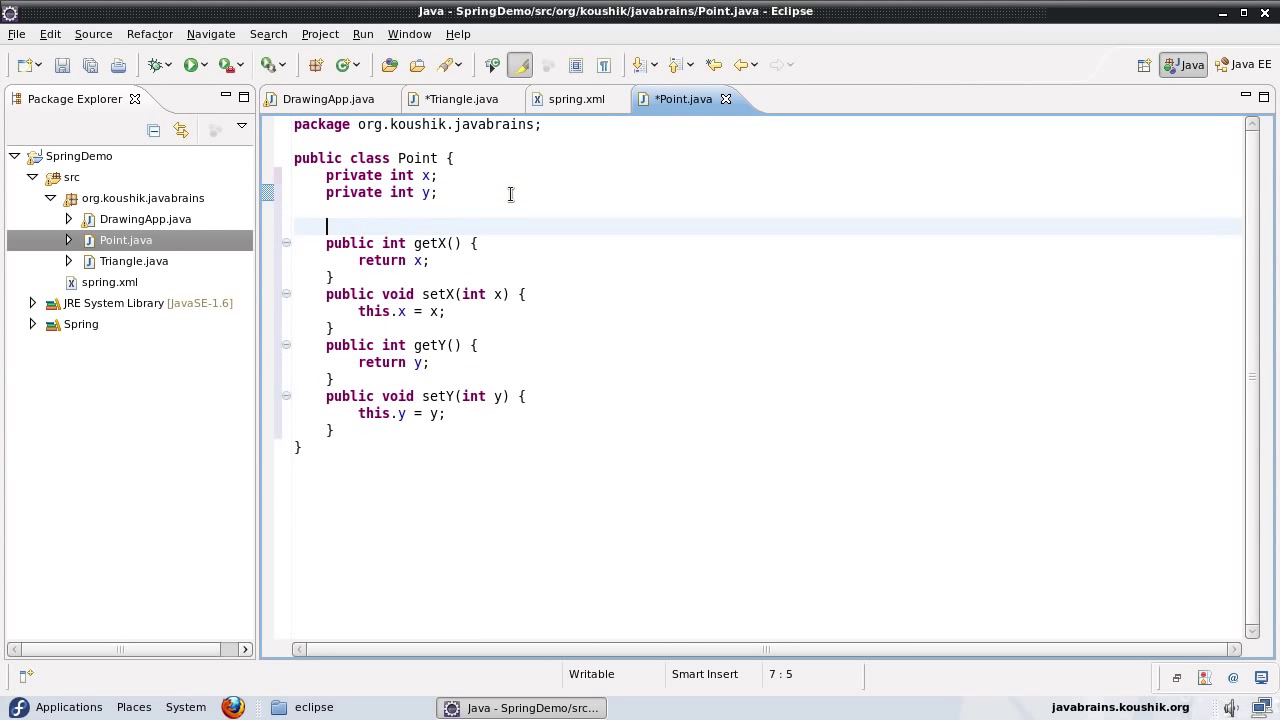 Java - SpringDemo/src/org/koushik/javabrains/Point.java - Eclipse
File Edit Source Refactor Navigate Search Project Run Window Help
Java Java EE
Package Explorer
DrawingApp.java *Triangle.java spring.xml *Point.java
SpringDemo
src
org.koushik.javabrains
DrawingApp.java
Point.java
Triangle.java
spring.xml
JRE System Library [JavaSE-1.6]
Spring
package org.koushik.javabrains;
public class Point {
private int x;
private int y;
public int getX() {
return x;
}
public void setX(int x) {
this.x = x;
}
public int getY() {
return y;
}
public void setY(int y) {
this.y = y;
}
}
Writable Smart Insert 7 : 5
Applications Places System eclipse Java - SpringDemo/src... javabrains.koushik.org